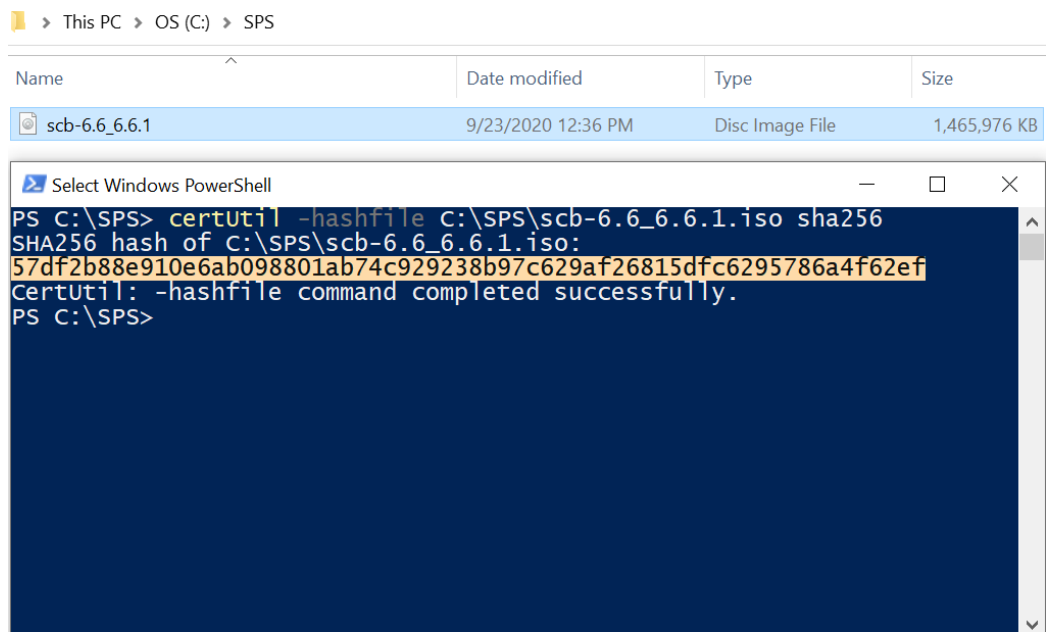 This PC > OS (C:) > SPS
Name Date modified Type Size
scb-6.6_6.6.1 9/23/2020 12:36 PM Disc Image File 1,465,976 KB
Select Windows PowerShell
PS C:\SPS> certUtil -hashfile C:\SPS\scb-6.6_6.6.1.iso sha256
SHA256 hash of C:\SPS\scb-6.6_6.6.1.iso:
57df2b88e910e6ab098801ab74c929238b97c629af26815dfc6295786a4f62ef
CertUtil: -hashfile command completed successfully.
PS C:\SPS>